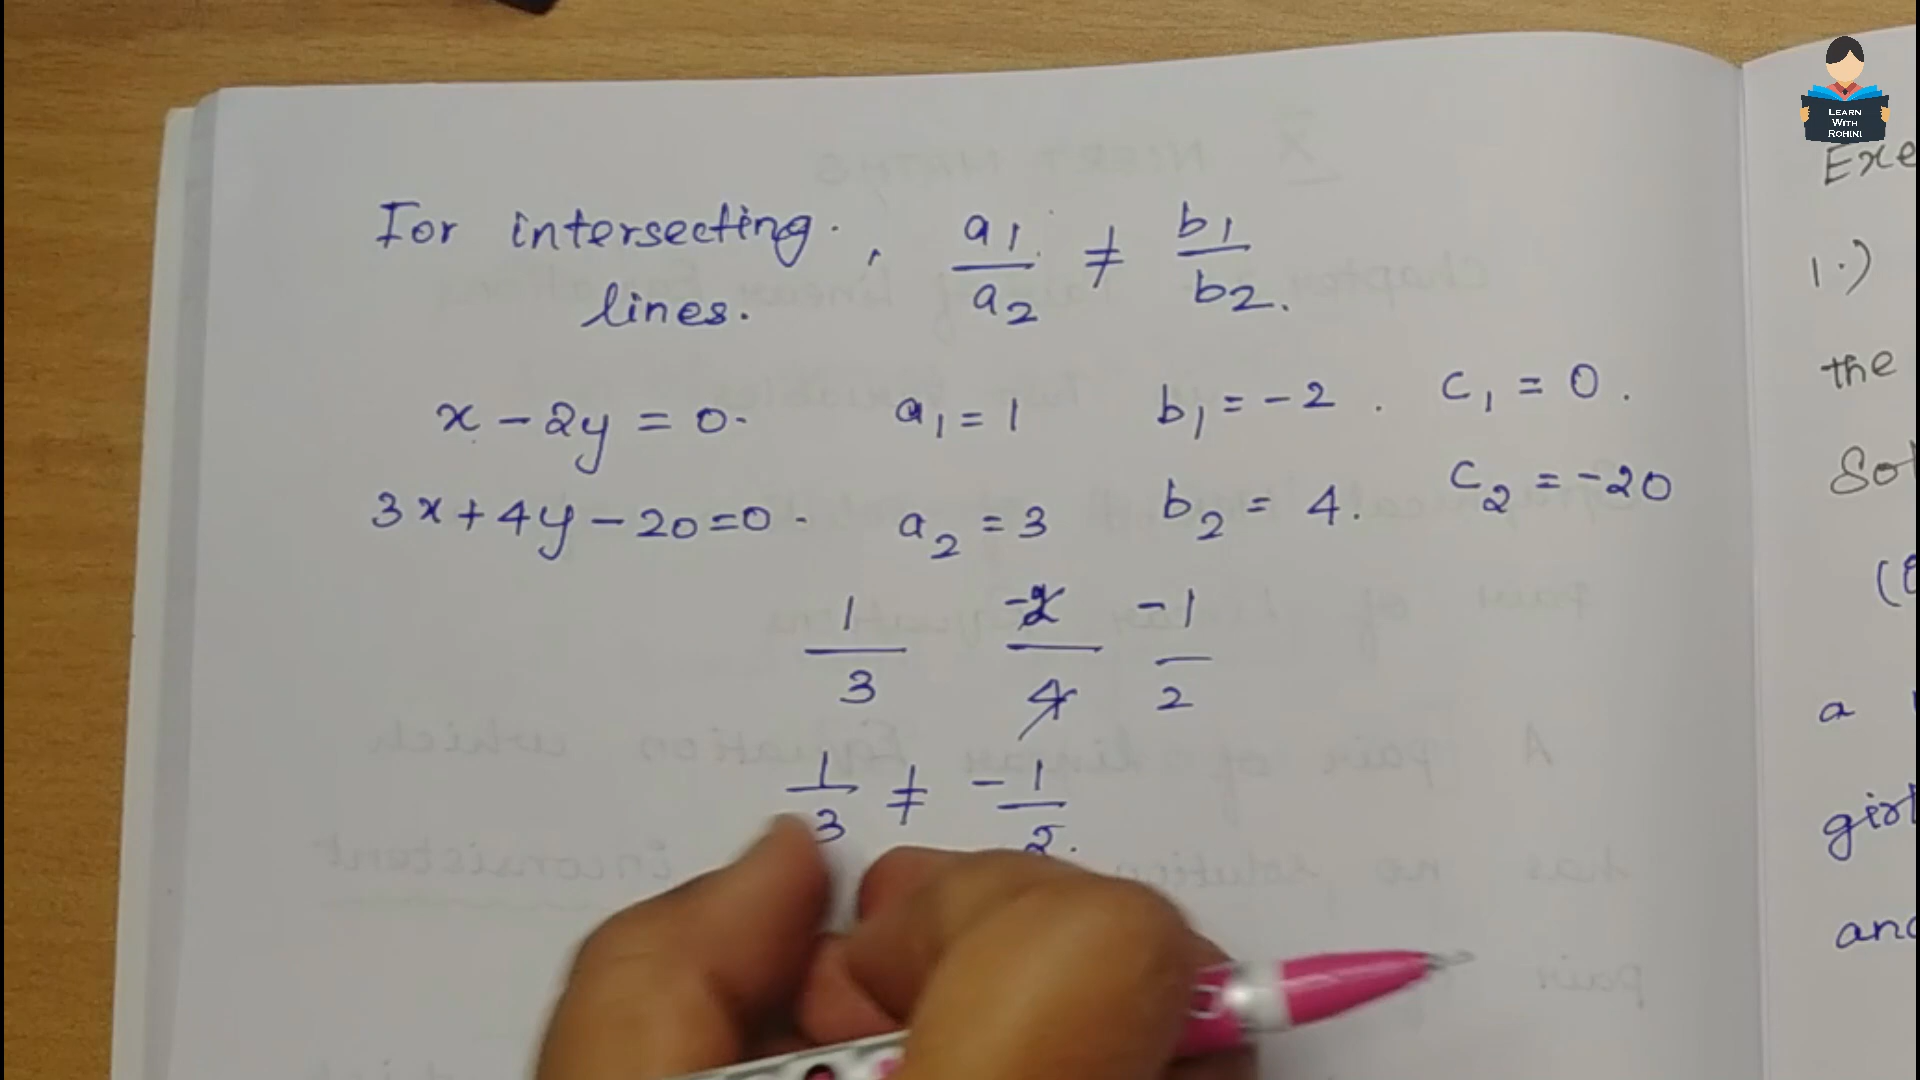 LEARN
WITH
ROHINI
For intersecting , a1/a2 ≠ b1/b2.
lines.
x - 2y = 0. a1 = 1 b1 = -2 . C1 = 0 .
3x + 4y - 20 = 0 . a2 = 3 b2 = 4 . C2 = -20
1/3 -2/4 -1/2
1/3 ≠ -1/2.
Exe
1.)
the
Sol
a
girl
and